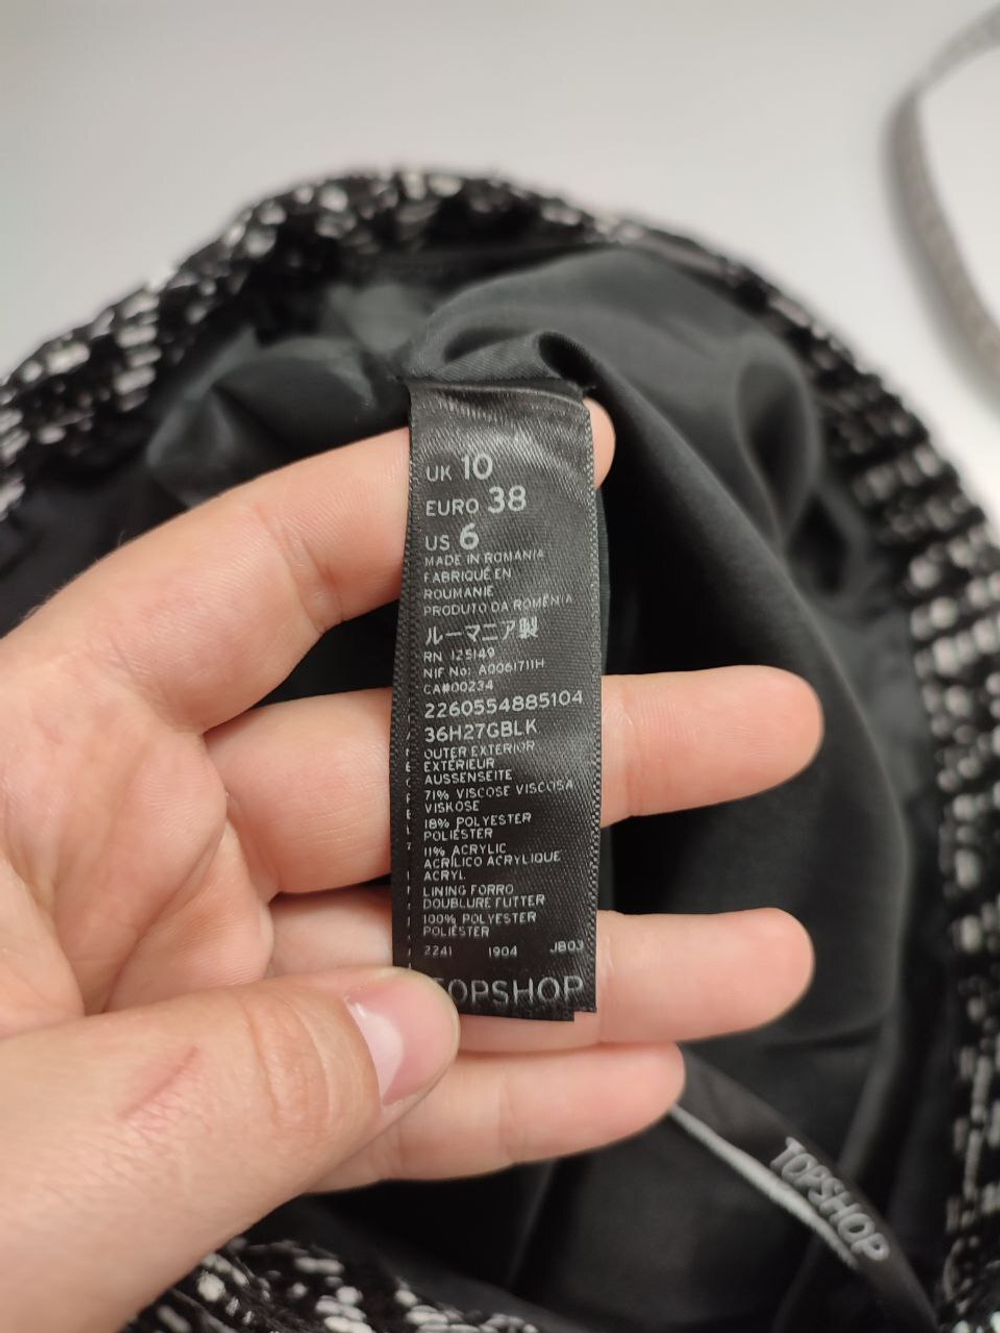 UK 10
EURO 38
US 6
MADE IN ROMANIA
FABRIQUÉ EN
ROUMANIE
PRODUTO DA ROMÊNIA
ルーマニア製
RN 125149
NIF No: A0061711H
CA#00234
2260554885104
36H27GBLK
OUTER EXTERIOR
EXTÉRIEUR
AUSSENSEITE
71% VISCOSE VISCOSA
VISKOSE
18% POLYESTER
POLIÉSTER
11% ACRYLIC
ACRÍLICO ACRYLIQUE
ACRYL
LINING FORRO
DOUBLURE FUTTER
100% POLYESTER
POLIÉSTER
2241 1904 JB03
TOPSHOP
TOPSHOP